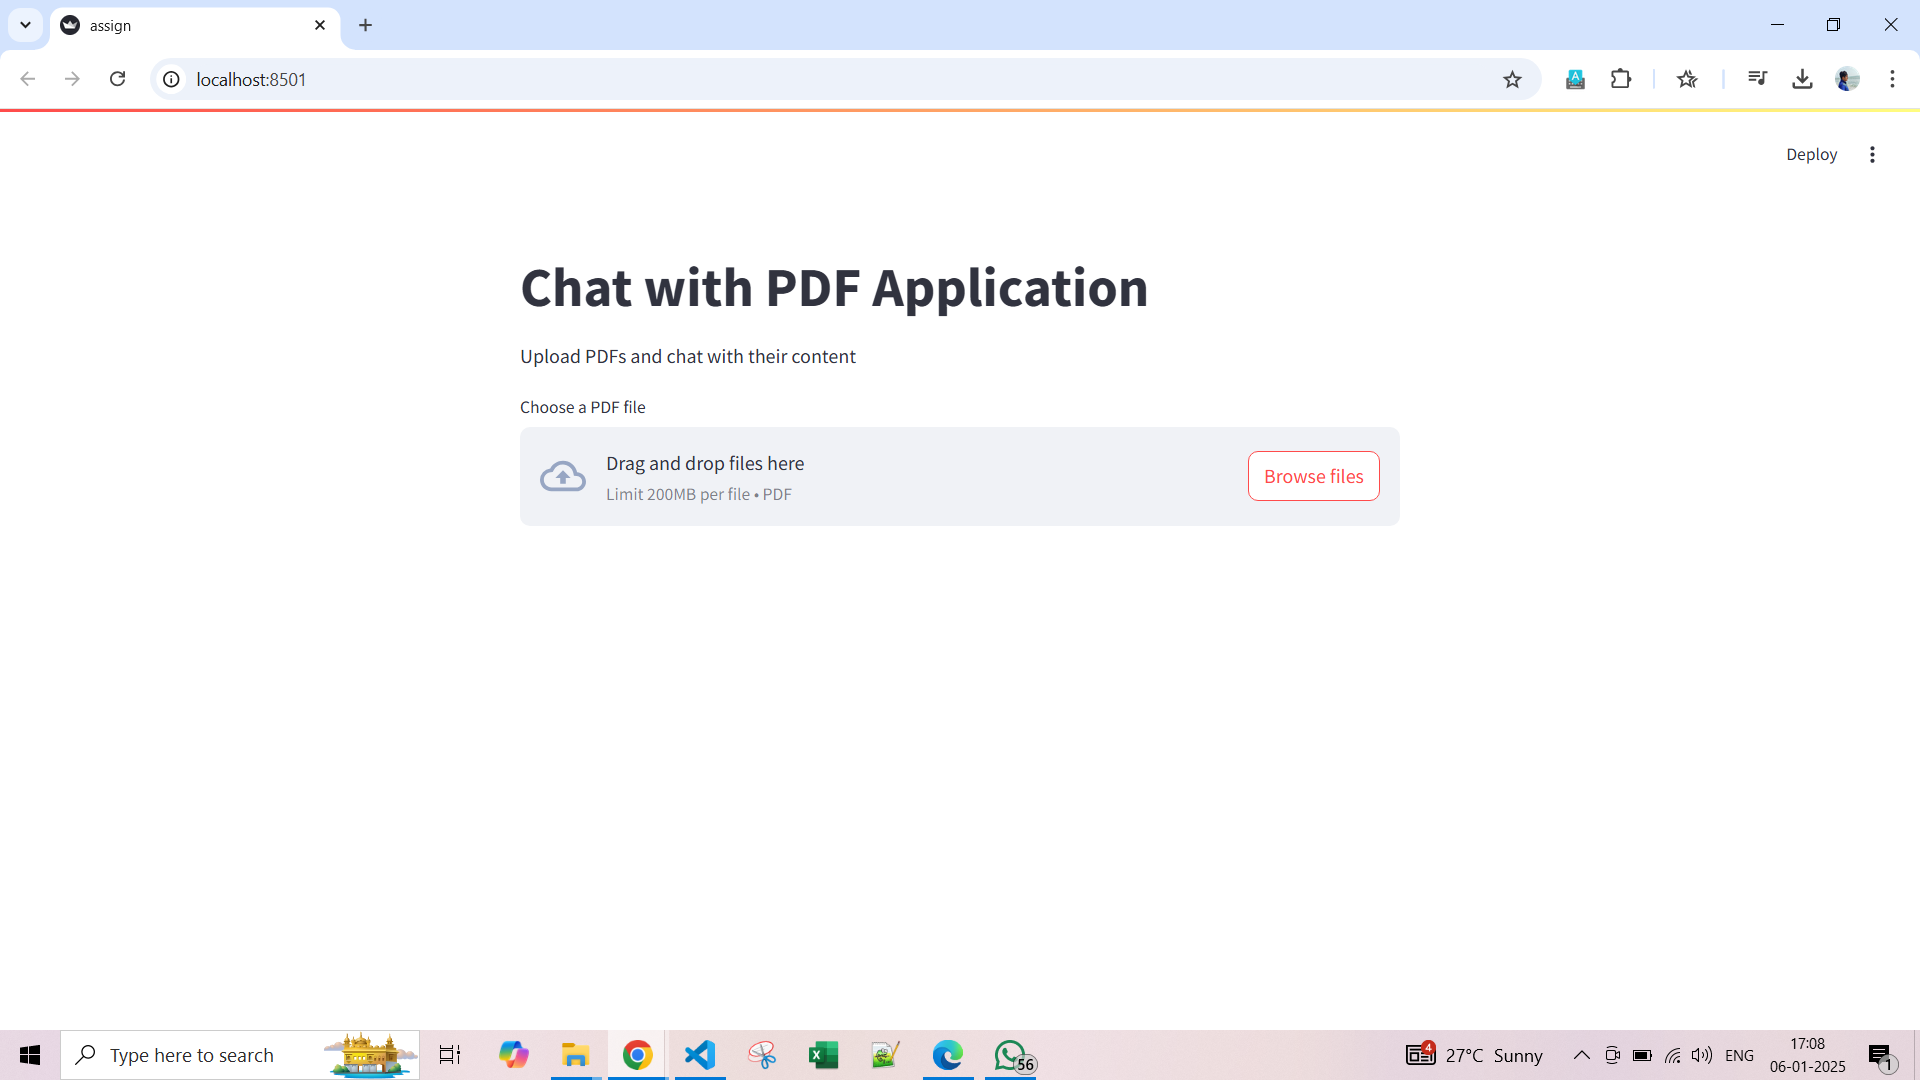 assign
localhost:8501
Deploy
Chat with PDF Application
Upload PDFs and chat with their content
Choose a PDF file
Drag and drop files here
Limit 200MB per file • PDF
Browse files
Type here to search
A
56
4
27°C Sunny
ENG
17:08
06-01-2025
1